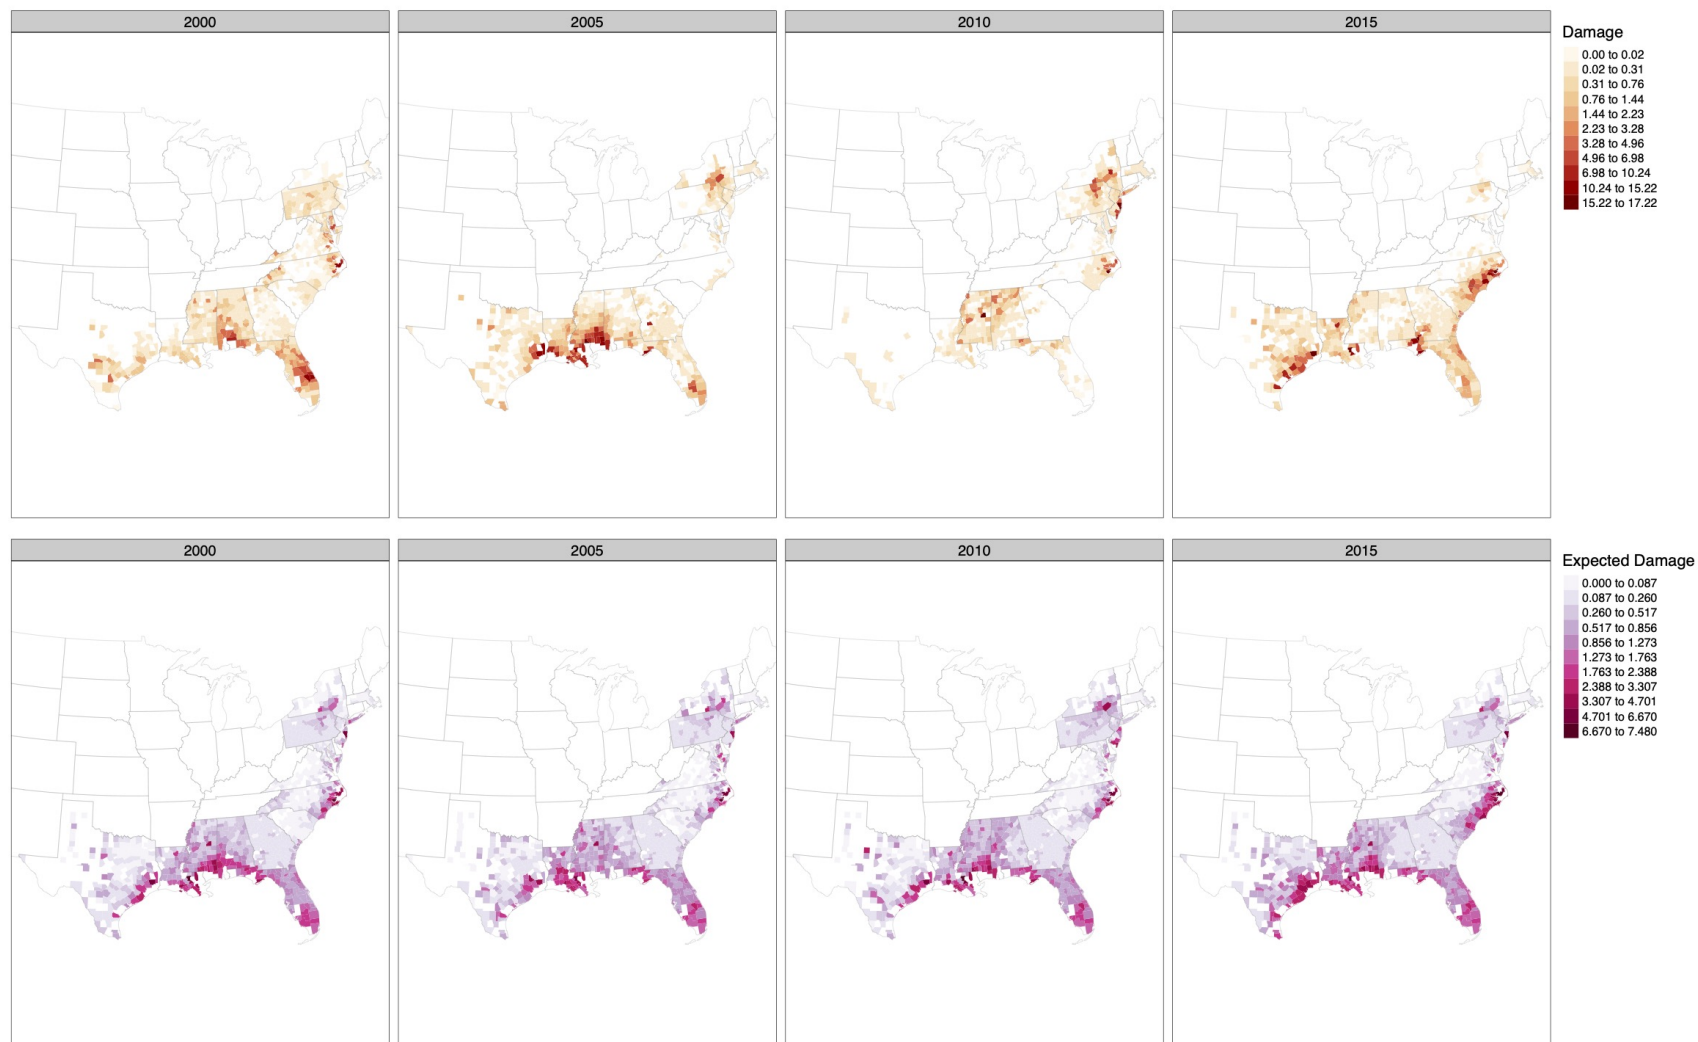 2000 2005 2010 2015
Damage
0.00 to 0.02
0.02 to 0.31
0.31 to 0.76
0.76 to 1.44
1.44 to 2.23
2.23 to 3.28
3.28 to 4.96
4.96 to 6.98
6.98 to 10.24
10.24 to 15.22
15.22 to 17.22
2000 2005 2010 2015
Expected Damage
0.000 to 0.087
0.087 to 0.260
0.260 to 0.517
0.517 to 0.856
0.856 to 1.273
1.273 to 1.763
1.763 to 2.388
2.388 to 3.307
3.307 to 4.701
4.701 to 6.670
6.670 to 7.480